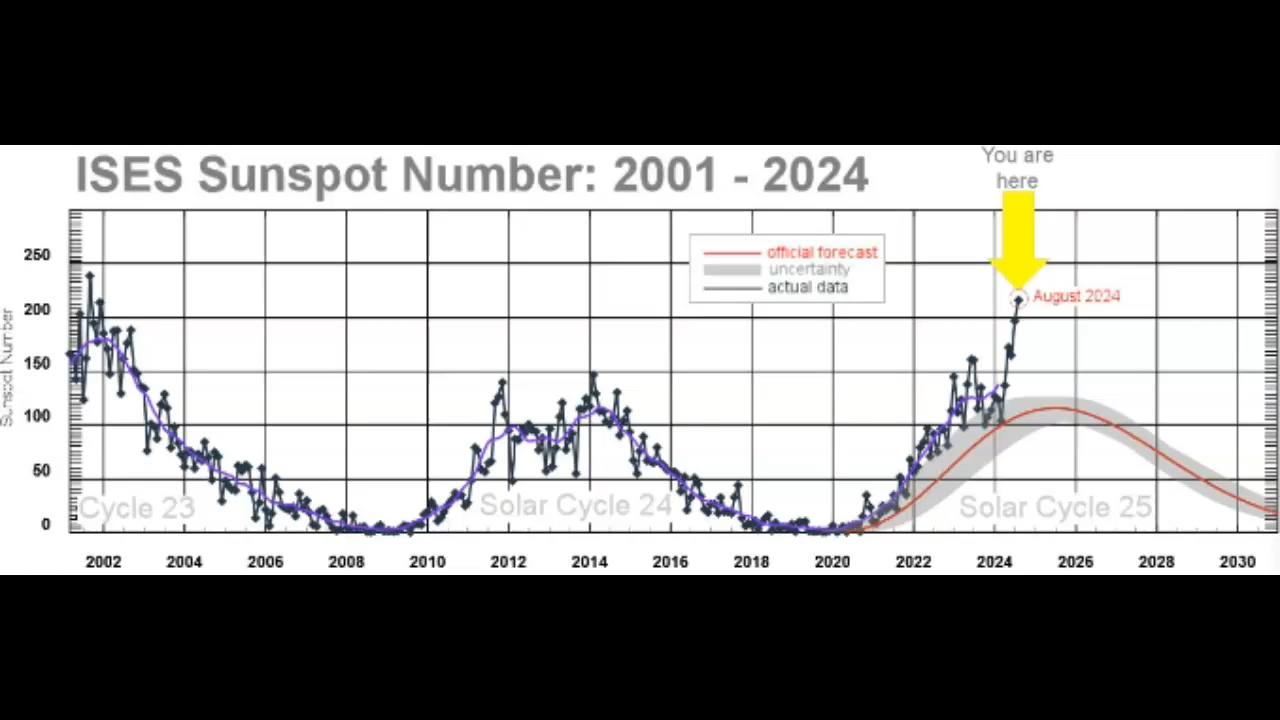 ISES Sunspot Number: 2001 - 2024
You are
here
official forecast
uncertainty
actual data
August 2024
250
200
150
100
50
0
Sunspot Number
Cycle 23
Solar Cycle 24
Solar Cycle 25
2002 2004 2006 2008 2010 2012 2014 2016 2018 2020 2022 2024 2026 2028 2030